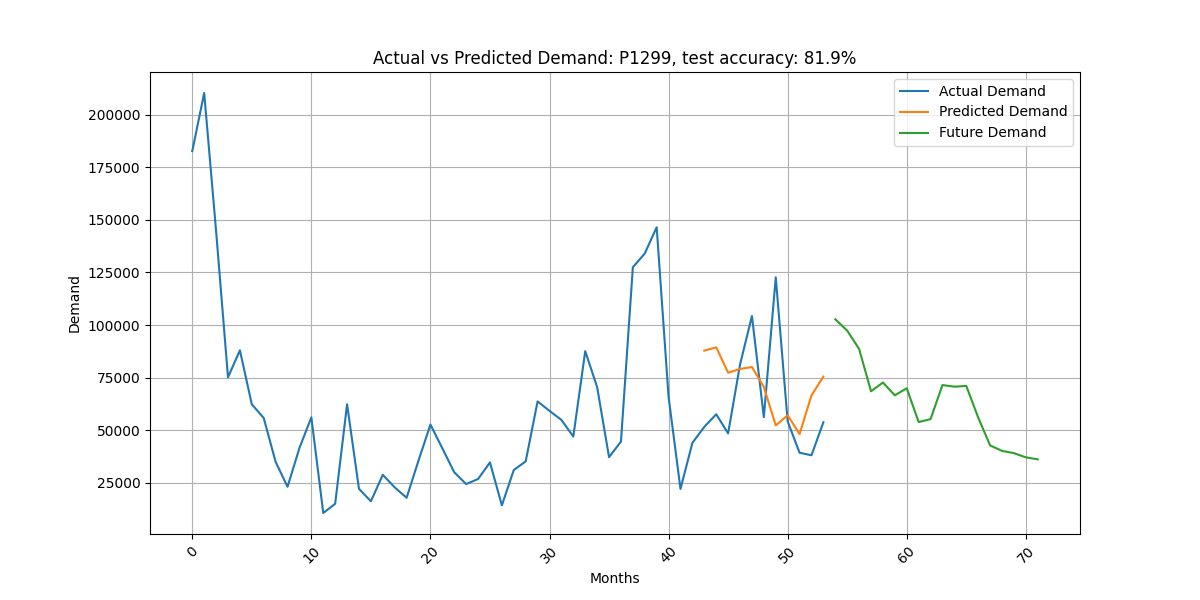 Actual vs Predicted Demand: P1299, test accuracy: 81.9%
Actual Demand
Predicted Demand
Future Demand
Demand
200000
175000
150000
125000
100000
75000
50000
25000
0
10
20
30
40
50
60
70
Months